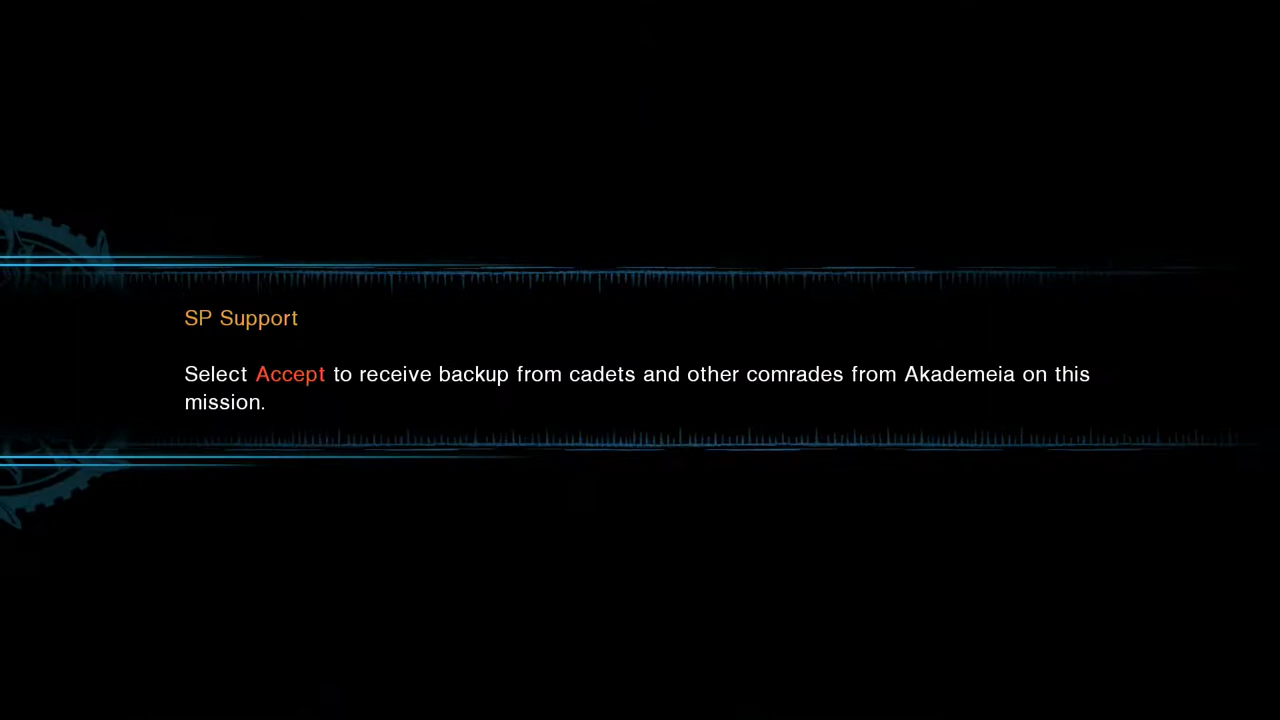 SP Support
Select Accept to receive backup from cadets and other comrades from Akademeia on this
mission.